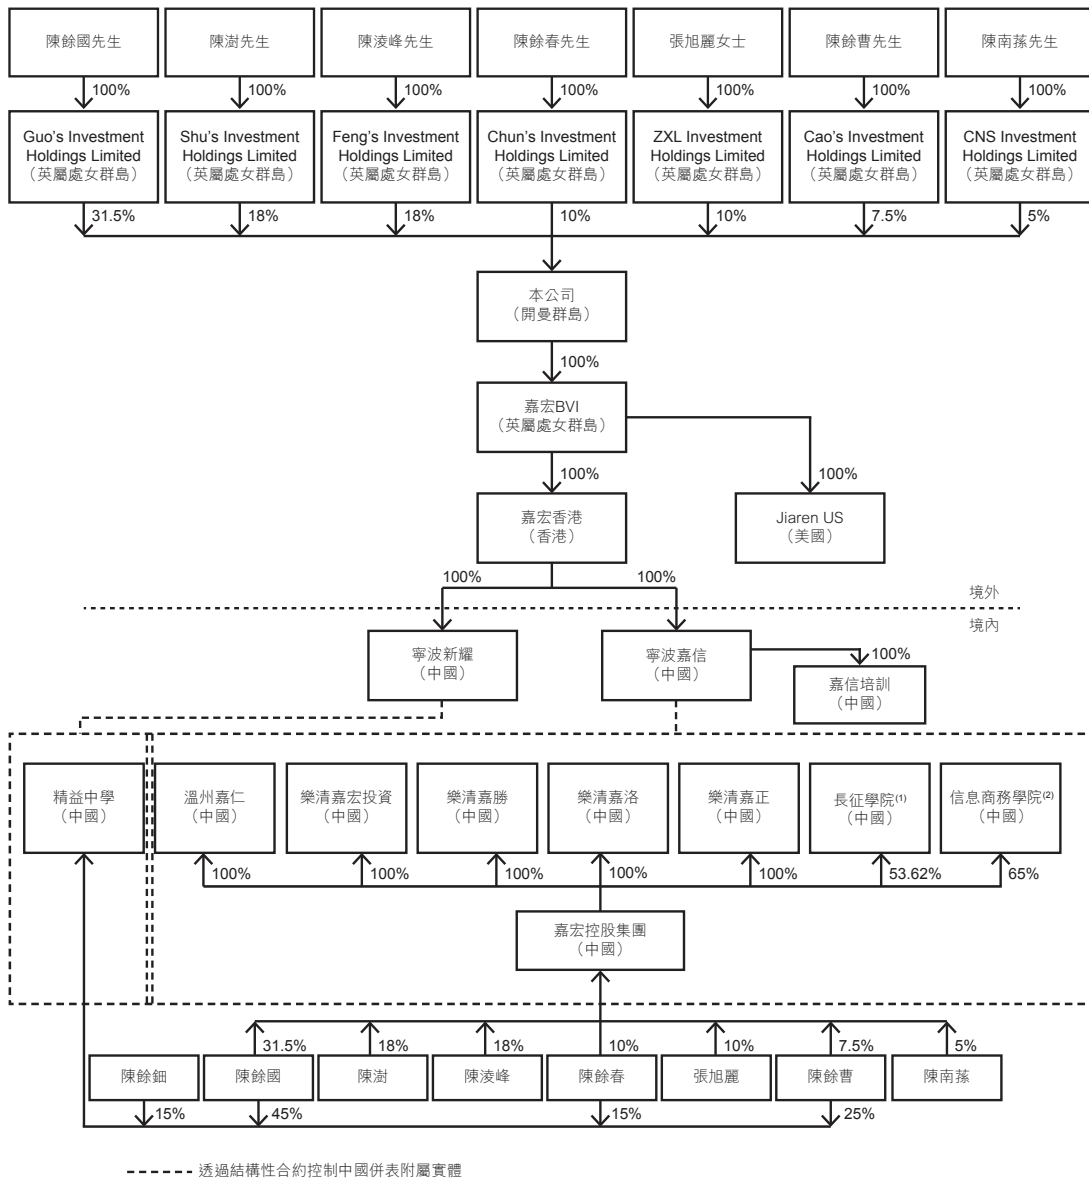 陳餘國先生
陳澍先生
陳淩峰先生
陳餘春先生
張旭麗女士
陳餘曹先生
陳南蓀先生
100%
100%
100%
100%
100%
100%
100%
Guo's Investment
Holdings Limited
(英屬處女群島)
Shu's Investment
Holdings Limited
(英屬處女群島)
Feng's Investment
Holdings Limited
(英屬處女群島)
Chun's Investment
Holdings Limited
(英屬處女群島)
ZXL Investment
Holdings Limited
(英屬處女群島)
Cao's Investment
Holdings Limited
(英屬處女群島)
CNS Investment
Holdings Limited
(英屬處女群島)
31.5%
18%
18%
10%
10%
7.5%
5%
本公司
(開曼群島)
100%
嘉宏BVI
(英屬處女群島)
100%
100%
嘉宏香港
(香港)
Jiaren US
(美國)
100%
100%
境外
境內
寧波新耀
(中國)
寧波嘉信
(中國)
100%
嘉信培訓
(中國)
精益中學
(中國)
溫州嘉仁
(中國)
樂清嘉宏投資
(中國)
樂清嘉勝
(中國)
樂清嘉洛
(中國)
樂清嘉正
(中國)
長征學院(1)
(中國)
信息商務學院(2)
(中國)
100%
100%
100%
100%
100%
53.62%
65%
嘉宏控股集團
(中國)
31.5%
18%
18%
10%
10%
7.5%
5%
陳餘鈿
陳餘國
陳澍
陳淩峰
陳餘春
張旭麗
陳餘曹
陳南蓀
15%
45%
15%
25%
透過結構性合約控制中國併表附屬實體